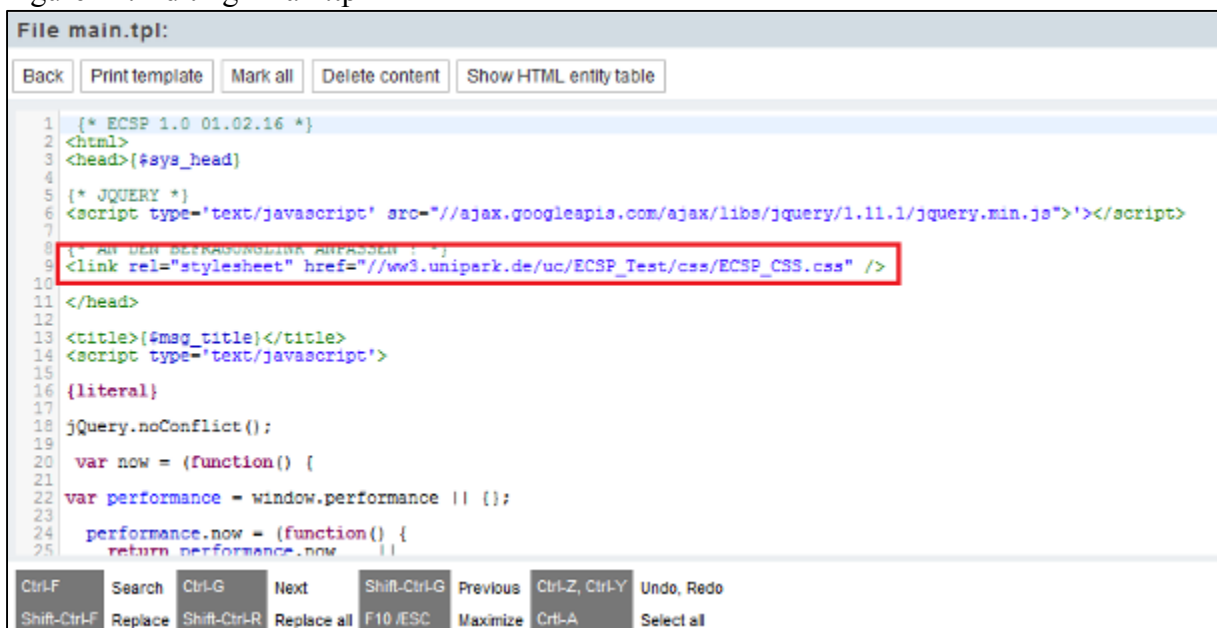 File main.tpl:
Back Print template Mark all Delete content Show HTML entity table
1 {* ECSP 1.0 01.02.16 *}
2 <html>
3 <head>{$sys_head}
4
5 {* JQUERY *}
6 <script type='text/javascript' src="//ajax.googleapis.com/ajax/libs/jquery/1.11.1/jquery.min.js">'></script>
7
8 {* AN DEN BEFRAGUNGLINK ANPASSEN ! *}
9 <link rel="stylesheet" href="//ww3.unipark.de/uc/ECSP_Test/css/ECSP_CSS.css" />
10
11 </head>
12
13 <title>{$msg_title}</title>
14 <script type='text/javascript'>
15
16 {literal}
17
18 jQuery.noConflict();
19
20 var now = (function() {
21
22 var performance = window.performance || {};
23
24 performance.now = (function() {
25 return performance.now ||
Ctrl-F Search Ctrl-G Next Shift-Ctrl-G Previous Ctrl-Z, Ctrl-Y Undo, Redo
Shift-Ctrl-F Replace Shift-Ctrl-R Replace all F10 /ESC Maximize Crtl-A Select all